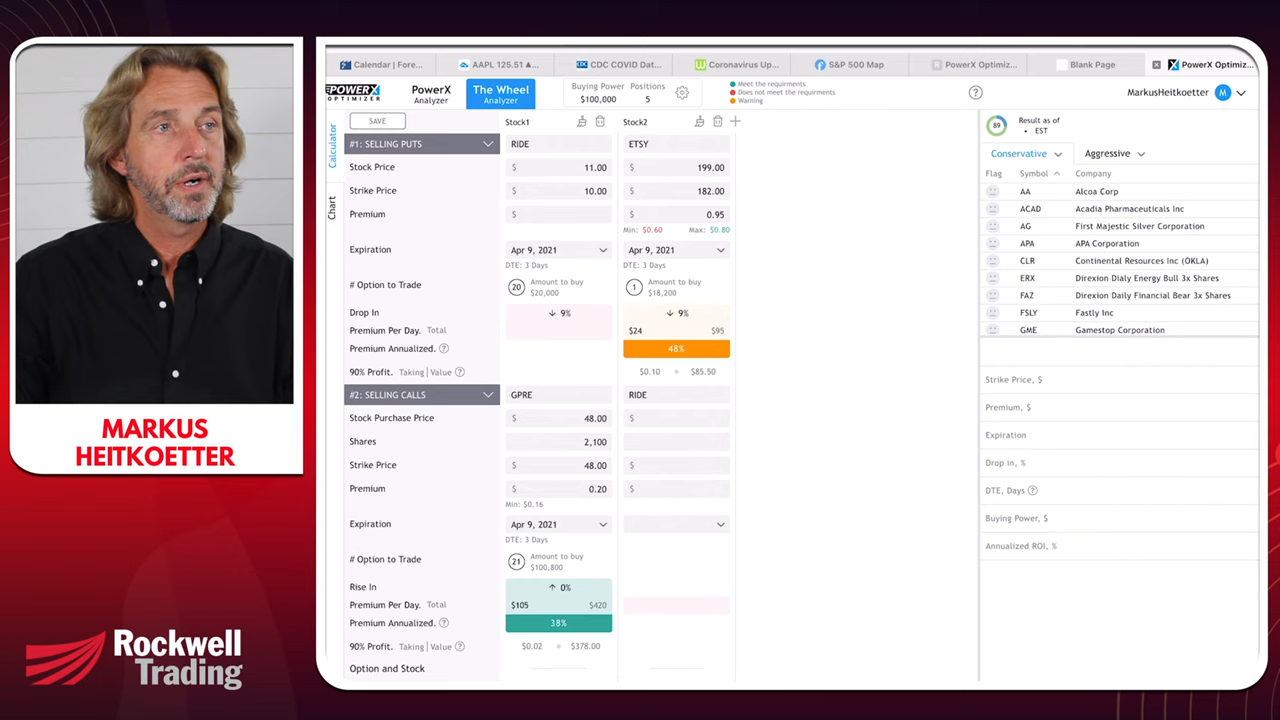 Calendar | Fore...
AAPL 125.51 ▲...
CDC COVID Dat...
Coronavirus Up...
S&P 500 Map
PowerX Optimiz...
Blank Page
PowerX Optimiz...
POWERX
OPTIMIZER
PowerX
Analyzer
The Wheel
Analyzer
Buying Power Positions
$100,000 5
Meet the requirments
Does not meet the requirments
Warning
?
MarkusHeitkoetter M
Calculator
Chart
SAVE
Stock1
Stock2
#1: SELLING PUTS RIDE ETSY
Stock Price $ 11.00 $ 199.00
Strike Price $ 10.00 $ 182.00
Premium $ $ 0.95
Min: $0.60 Max: $0.80
Expiration Apr 9, 2021 Apr 9, 2021
DTE: 3 Days DTE: 3 Days
# Option to Trade 20 Amount to buy $20,000 1 Amount to buy $18,200
Drop In ↓ 9% ↓ 9%
Premium Per Day. Total $24 $95
Premium Annualized. ? 48%
90% Profit. Taking | Value ? $0.10 $85.50
#2: SELLING CALLS GPRE RIDE
Stock Purchase Price $ 48.00 $
Shares 2,100
Strike Price $ 48.00 $
Premium $ 0.20 $
Min: $0.16
Expiration Apr 9, 2021
DTE: 3 Days
# Option to Trade 21 Amount to buy $100,800
Rise In ↑ 0%
Premium Per Day. Total $105 $420
Premium Annualized. ? 38%
90% Profit. Taking | Value ? $0.02 $378.00
Option and Stock
89
Result as of
• EST
Conservative Aggressive
Flag Symbol Company
AA Alcoa Corp
ACAD Acadia Pharmaceuticals Inc
AG First Majestic Silver Corporation
APA APA Corporation
CLR Continental Resources Inc (OKLA)
ERX Direxion Dialy Energy Bull 3x Shares
FAZ Direxion Daily Financial Bear 3x Shares
FSLY Fastly Inc
GME Gamestop Corporation
Strike Price, $
Premium, $
Expiration
Drop in, %
DTE, Days ?
Buying Power, $
Annualized ROI, %
MARKUS
HEITKOETTER
Rockwell
Trading